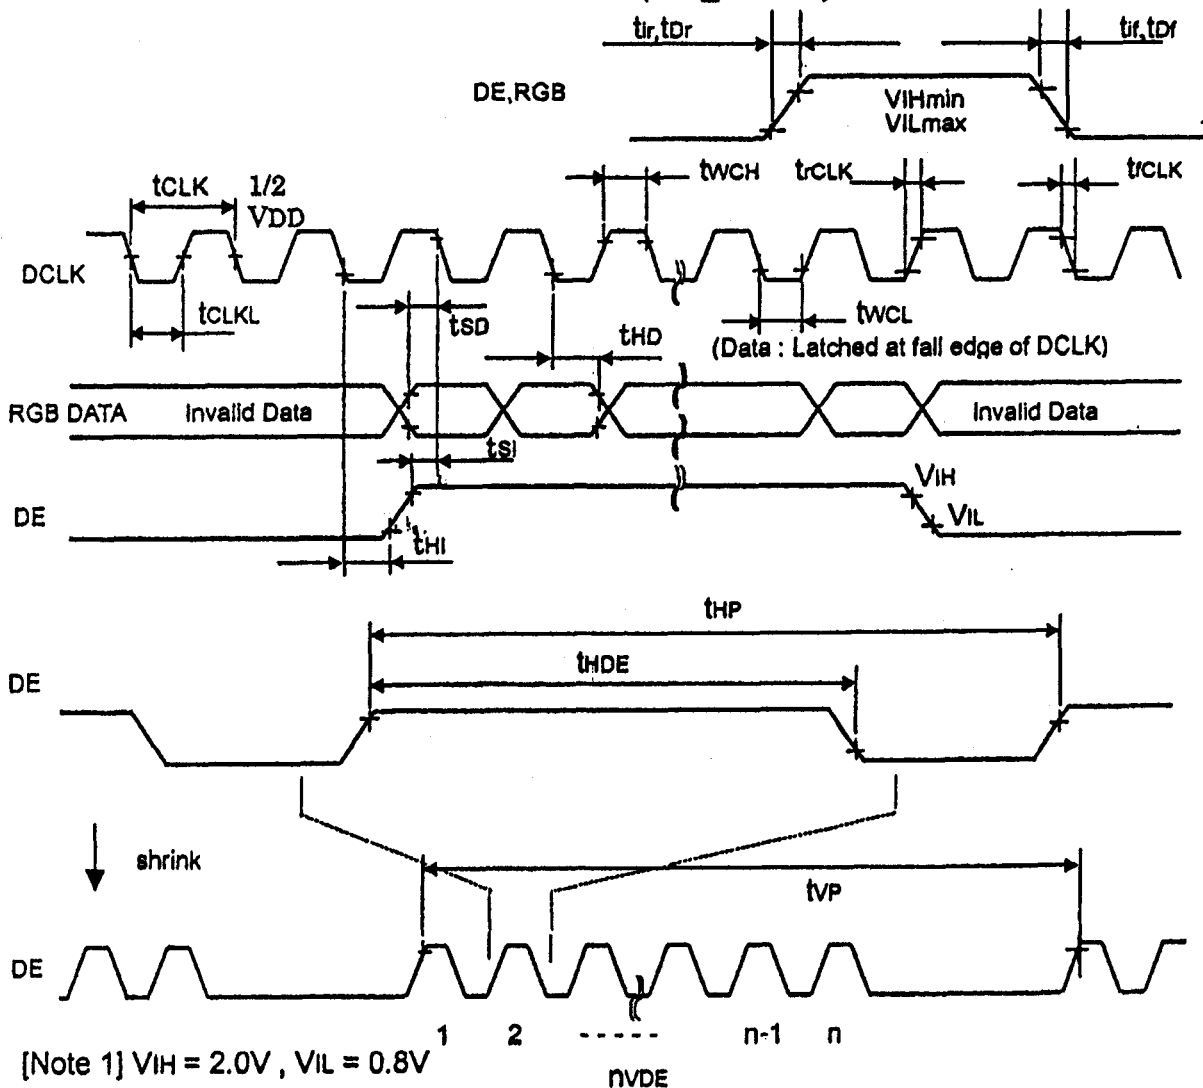 tir,tDr
tif,tDf
DE,RGB
VIHmin
VILmax
tCLK
1/2
VDD
tWCH
trCLK
tfCLK
DCLK
tCLKL
tSD
tHD
tWCL
(Data : Latched at fall edge of DCLK)
RGB DATA
Invalid Data
Invalid Data
tSI
DE
VIH
VIL
tHI
tHP
tHDE
DE
shrink
tVP
DE
1 2 ----- n-1 n
[Note 1] VIH = 2.0V , VIL = 0.8V
nVDE